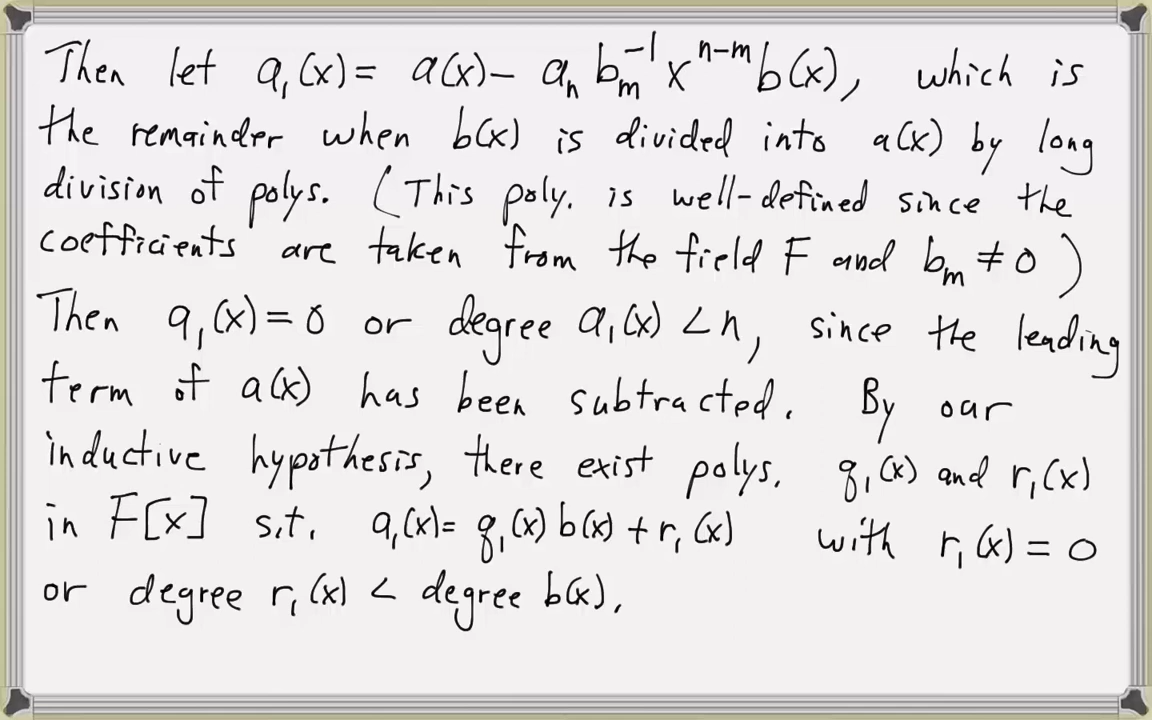 Then let a₁(x) = a(x) - aₙ bₘ⁻¹ xⁿ⁻ᵐ b(x), which is
the remainder when b(x) is divided into a(x) by long
division of polys. (This poly. is well-defined since the
coefficients are taken from the field F and bₘ ≠ 0)
Then a₁(x) = 0 or degree a₁(x) < n, since the leading
term of a(x) has been subtracted. By our
inductive hypothesis, there exist polys. q₁(x) and r₁(x)
in F[x] s.t. a₁(x) = q₁(x) b(x) + r₁(x) with r₁(x) = 0
or degree r₁(x) < degree b(x).